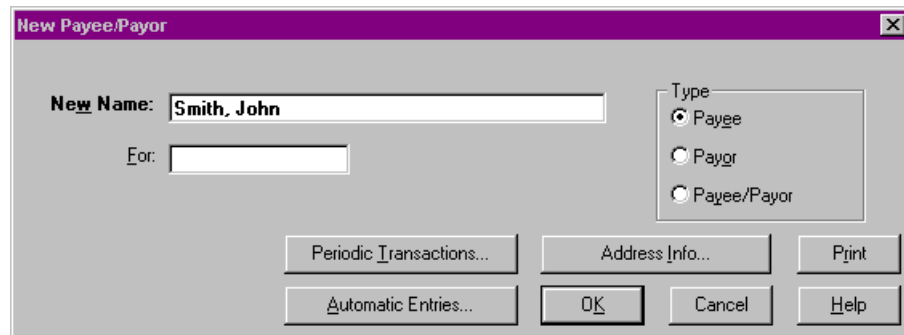 New Payee/Payor
New Name: Smith, John
For:
Type
Payee
Payor
Payee/Payor
Periodic Transactions... Address Info... Print
Automatic Entries... OK Cancel Help